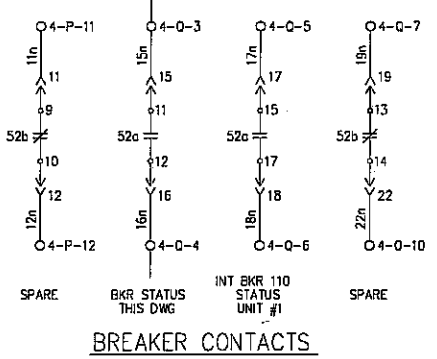 4-P-11
4-Q-3
4-Q-5
4-Q-7
11n
15n
17n
19n
11
15
17
19
9
11
15
13
52b
52a
52a
52b
10
12
17
14
12
16
18
22
12n
16n
18n
22n
4-P-12
4-Q-4
4-Q-6
4-Q-10
SPARE
BKR STATUS
THIS DWG
INT BKR 110
STATUS
UNIT #1
SPARE
BREAKER CONTACTS